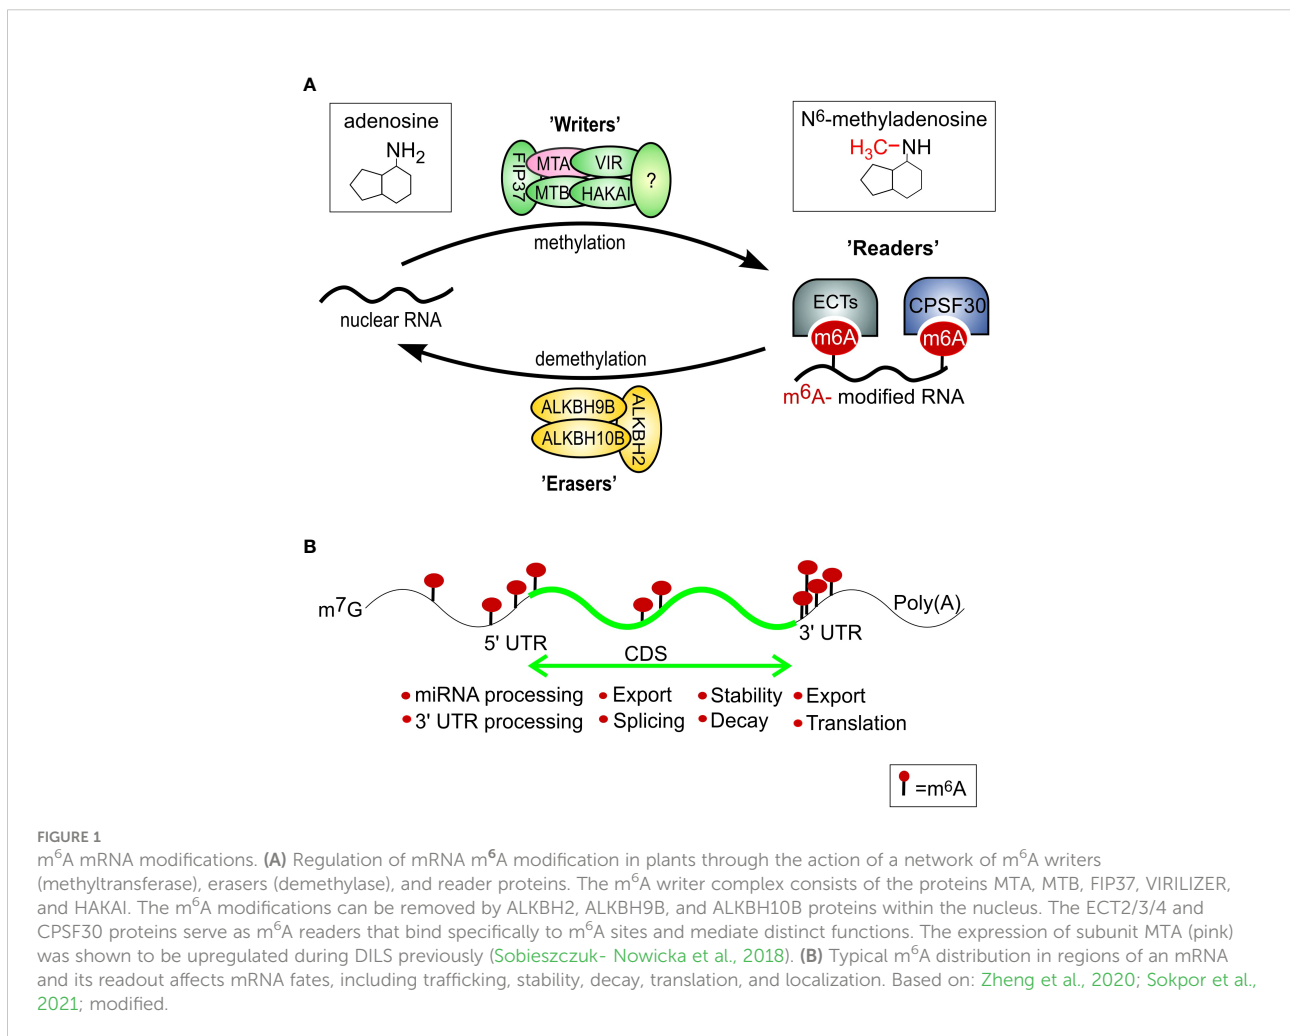 A
adenosine
NH2
'Writers'
FIP37
MTA
VIR
MTB
HAKAI
?
methylation
N6-methyladenosine
H3C-NH
'Readers'
ECTs
CPSF30
m6A
m6A
m6A- modified RNA
nuclear RNA
demethylation
ALKBH9B
ALKBH10B
ALKBH2
'Erasers'
B
m7G
5' UTR
CDS
3' UTR
Poly(A)
miRNA processing
Export
Stability
Export
3' UTR processing
Splicing
Decay
Translation
=m6A
FIGURE 1
m6A mRNA modifications. (A) Regulation of mRNA m6A modification in plants through the action of a network of m6A writers
(methyltransferase), erasers (demethylase), and reader proteins. The m6A writer complex consists of the proteins MTA, MTB, FIP37, VIRILIZER,
and HAKAI. The m6A modifications can be removed by ALKBH2, ALKBH9B, and ALKBH10B proteins within the nucleus. The ECT2/3/4 and
CPSF30 proteins serve as m6A readers that bind specifically to m6A sites and mediate distinct functions. The expression of subunit MTA (pink)
was shown to be upregulated during DILS previously (Sobieszczuk- Nowicka et al., 2018). (B) Typical m6A distribution in regions of an mRNA
and its readout affects mRNA fates, including trafficking, stability, decay, translation, and localization. Based on: Zheng et al., 2020; Sokpor et al.,
2021; modified.